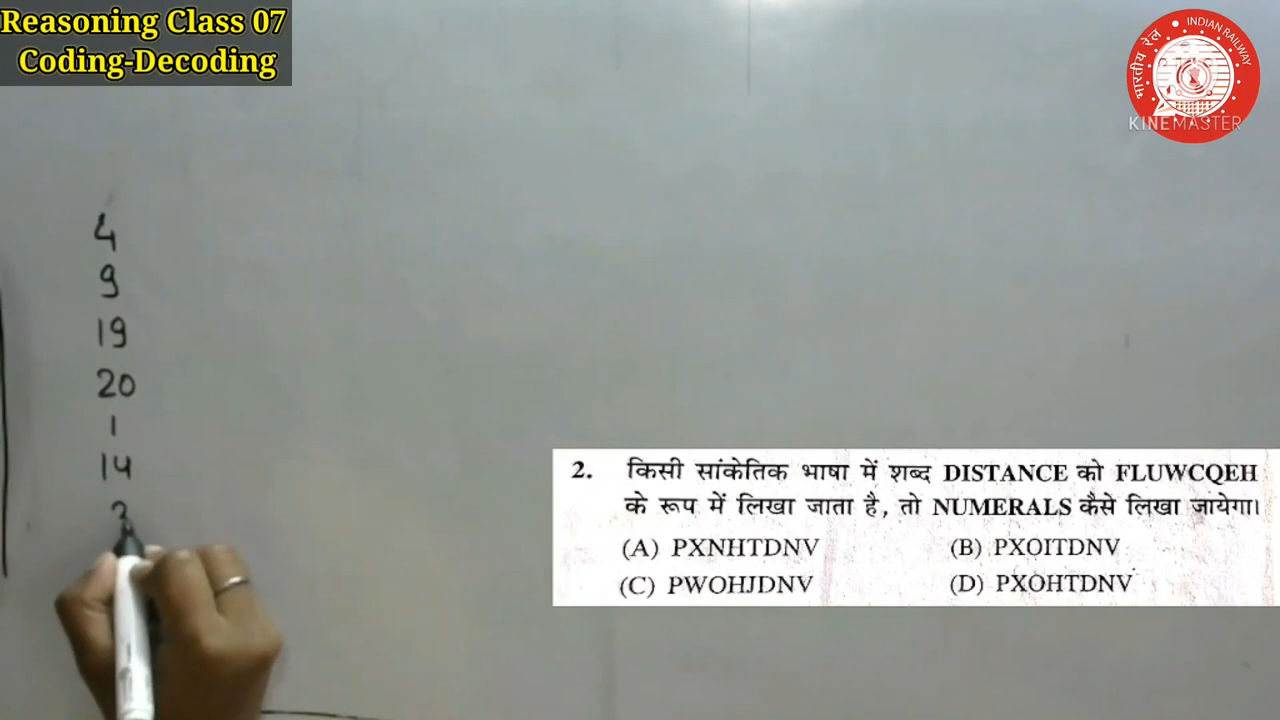 Reasoning Class 07
Coding-Decoding
भारतीय रेल INDIAN RAILWAY
KINEMASTER
4
9
19
20
1
14
3
2. किसी सांकेतिक भाषा में शब्द DISTANCE को FLUWCQEH
के रूप में लिखा जाता है, तो NUMERALS कैसे लिखा जायेगा।
(A) PXNHTDNV (B) PXOITDNV
(C) PWOHJDNV (D) PXOHTDNV